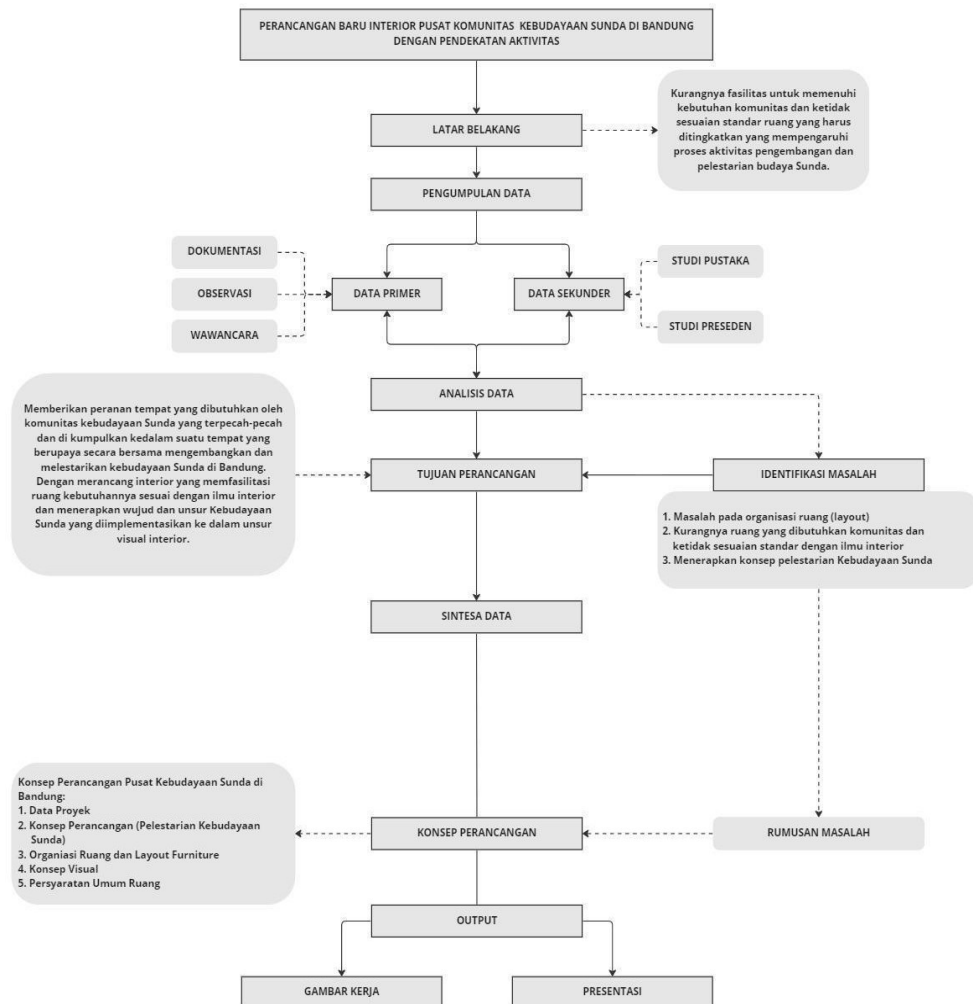 PERANCANGAN BARU INTERIOR PUSAT KOMUNITAS KEBUDAYAAN SUNDA DI BANDUNG
DENGAN PENDEKATAN AKTIVITAS
LATAR BELAKANG
Kurangnya fasilitas untuk memenuhi
kebutuhan komunitas dan ketidak
sesuaian standar ruang yang harus
ditingkatkan yang mempengaruhi
proses aktivitas pengembangan dan
pelestarian budaya Sunda.
PENGUMPULAN DATA
DOKUMENTASI
OBSERVASI
WAWANCARA
DATA PRIMER
DATA SEKUNDER
STUDI PUSTAKA
STUDI PRESEDEN
ANALISIS DATA
Memberikan peranan tempat yang dibutuhkan oleh
komunitas kebudayaan Sunda yang terpecah-pecah
dan di kumpulkan kedalam suatu tempat yang
berupaya secara bersama mengembangkan dan
melestarikan kebudayaan Sunda di Bandung.
Dengan merancang interior yang memfasilitasi
ruang kebutuhannya sesuai dengan ilmu interior
dan menerapkan wujud dan unsur Kebudayaan
Sunda yang diimplementasikan ke dalam unsur
visual interior.
TUJUAN PERANCANGAN
IDENTIFIKASI MASALAH
1. Masalah pada organisasi ruang (layout)
2. Kurangnya ruang yang dibutuhkan komunitas dan
ketidak sesuaian standar dengan ilmu interior
3. Menerapkan konsep pelestarian Kebudayaan Sunda
SINTESA DATA
Konsep Perancangan Pusat Kebudayaan Sunda di
Bandung:
1. Data Proyek
2. Konsep Perancangan (Pelestarian Kebudayaan
Sunda)
3. Organiasi Ruang dan Layout Furniture
4. Konsep Visual
5. Persyaratan Umum Ruang
KONSEP PERANCANGAN
RUMUSAN MASALAH
OUTPUT
GAMBAR KERJA
PRESENTASI